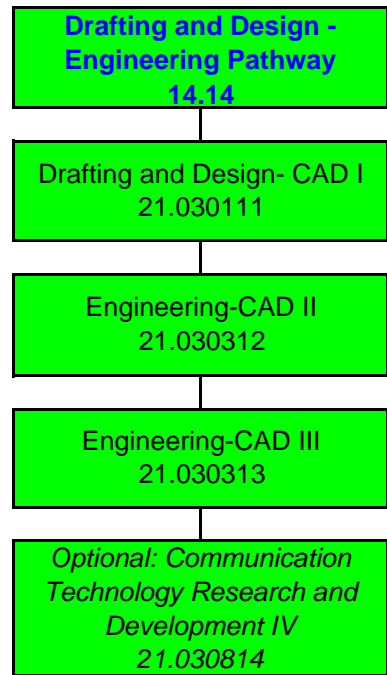 Drafting and Design -
Engineering Pathway
14.14
Drafting and Design- CAD I
21.030111
Engineering-CAD II
21.030312
Engineering-CAD III
21.030313
Optional: Communication
Technology Research and
Development IV
21.030814